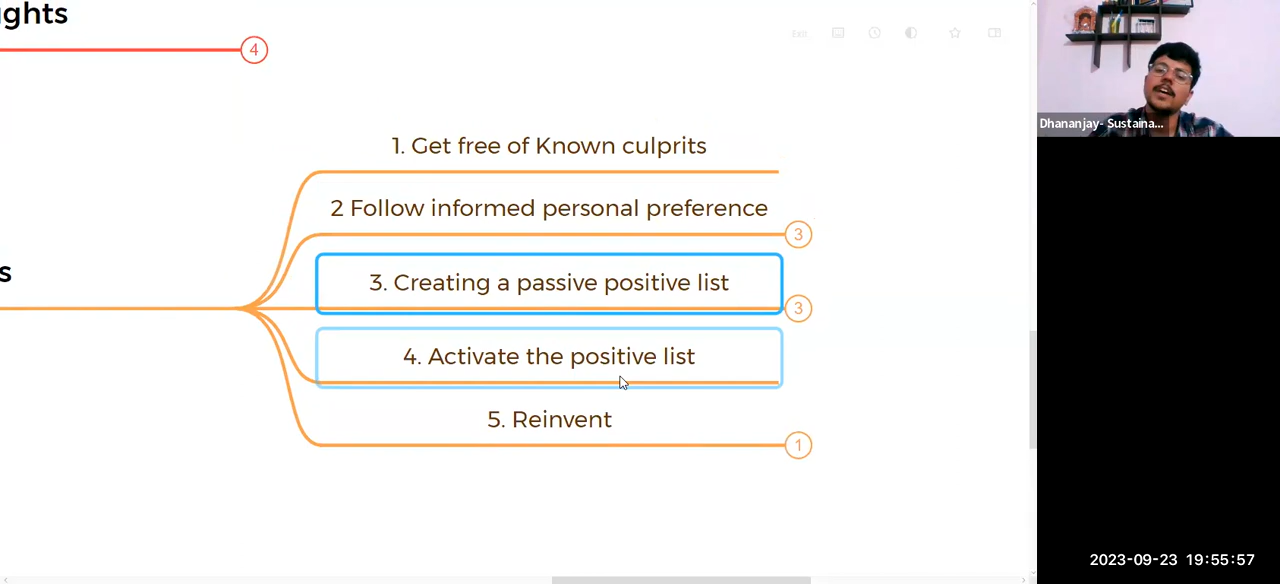 ghts
4
Exit
Dhananjay- Sustaina...
1. Get free of Known culprits
2 Follow informed personal preference
3
s
3. Creating a passive positive list
3
4. Activate the positive list
5. Reinvent
1
2023-09-23 19:55:57